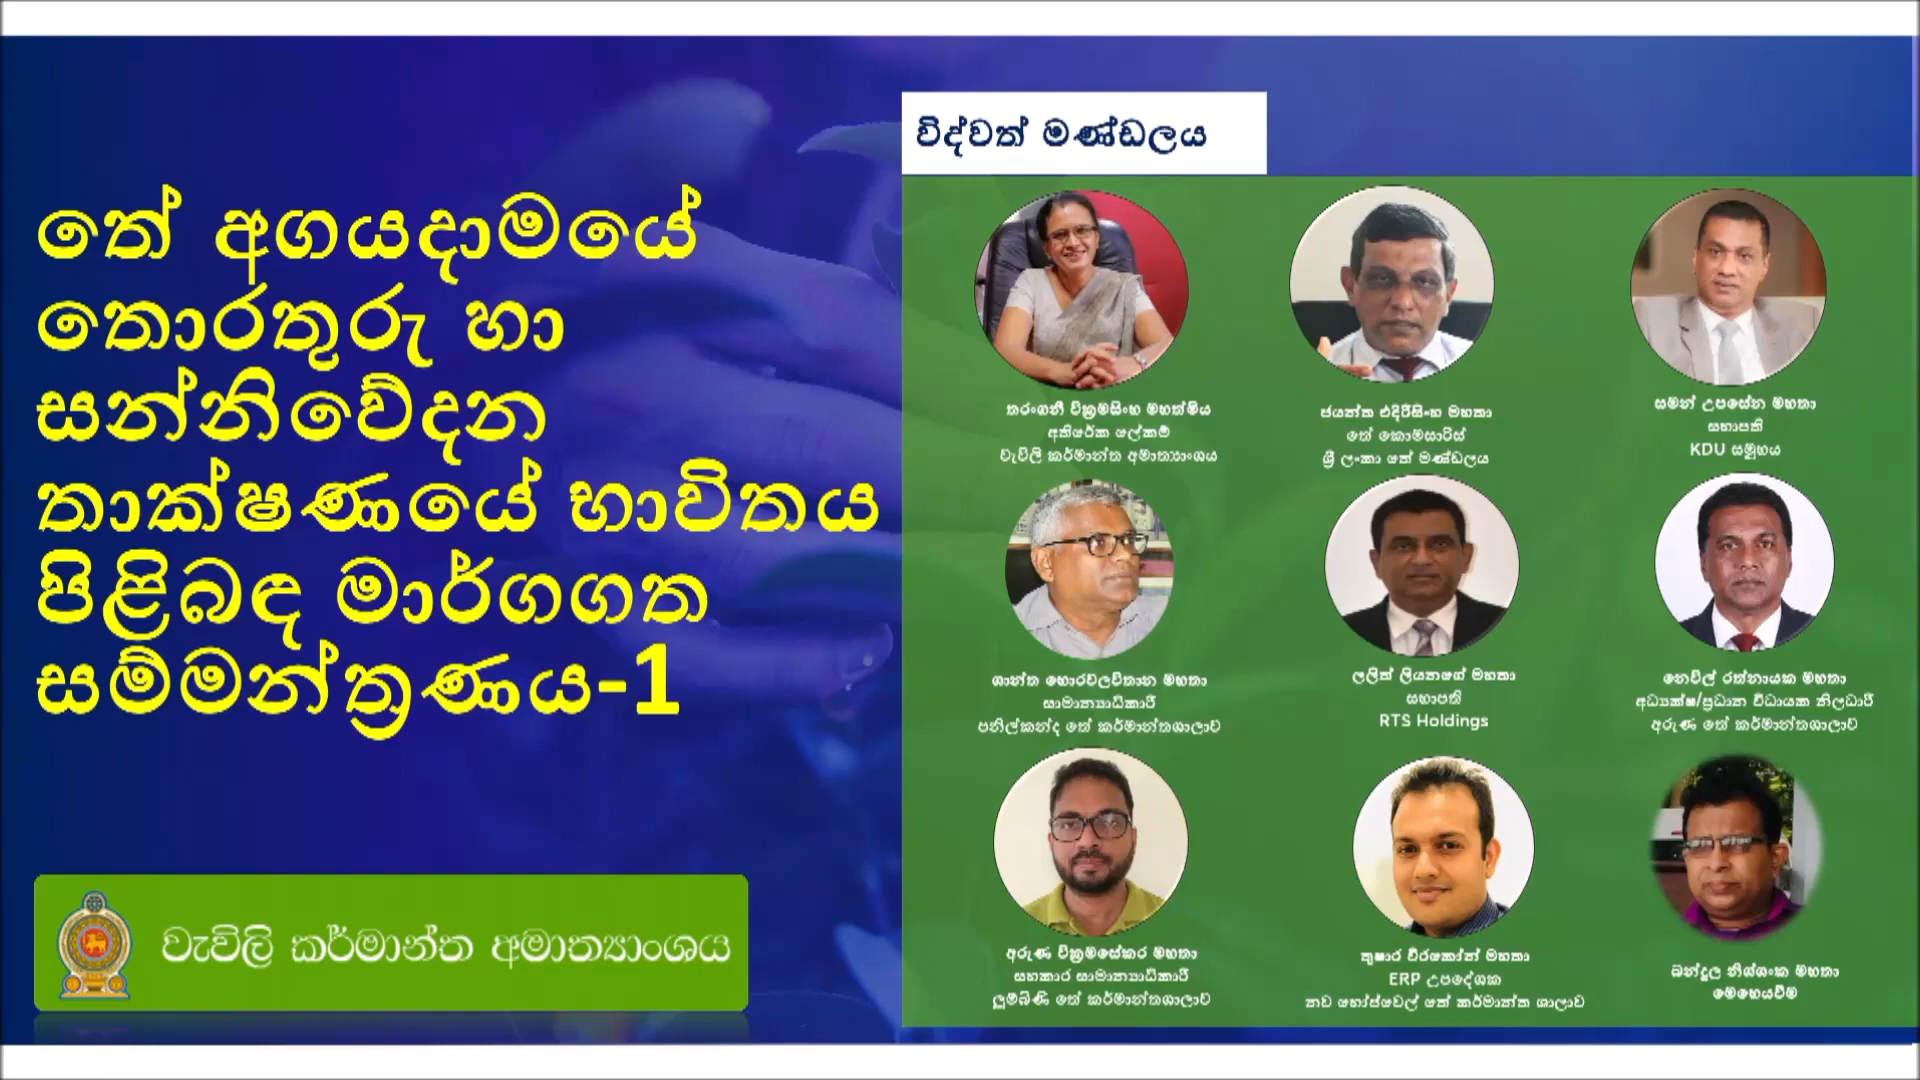 තේ අගයදාමයේ
තොරතුරු හා
සන්නිවේදන
තාක්ෂණයේ භාවිතය
පිළිබඳ මාර්ගගත
සම්මන්ත්‍රණය-1
වැවිලි කර්මාන්ත අමාත්‍යාංශය
විද්වත් මණ්ඩලය
තරංගනී වික්‍රමසිංහ මහත්මිය
අතිරේක ලේකම්
වැවිලි කර්මාන්ත අමාත්‍යාංශය
ජයන්ත එදිරිසිංහ මහතා
තේ කොමසාරිස්
ශ්‍රී ලංකා තේ මණ්ඩලය
සමන් උපසේන මහතා
සභාපති
KDU සමූහය
ශාන්ත හොරවලවිතාන මහතා
සාමාන්‍යාධිකාරී
පනිල්කන්ද තේ කර්මාන්තශාලාව
ලලිත් ලියනගේ මහතා
සභාපති
RTS Holdings
නෙවිල් රත්නායක මහතා
අධ්‍යක්ෂ/ප්‍රධාන විධායක නිලධාරී
අරුණ තේ කර්මාන්තශාලාව
අරුණ වික්‍රමසේකර මහතා
සහකාර සාමාන්‍යාධිකාරී
ලුම්බිණි තේ කර්මාන්තශාලාව
තුෂාර වීරකෝන් මහතා
ERP උපදේශක
නව හෝප්වෙල් තේ කර්මාන්ත ශාලාව
බන්දුල නිශ්ශංක මහතා
මෙහෙයවීම